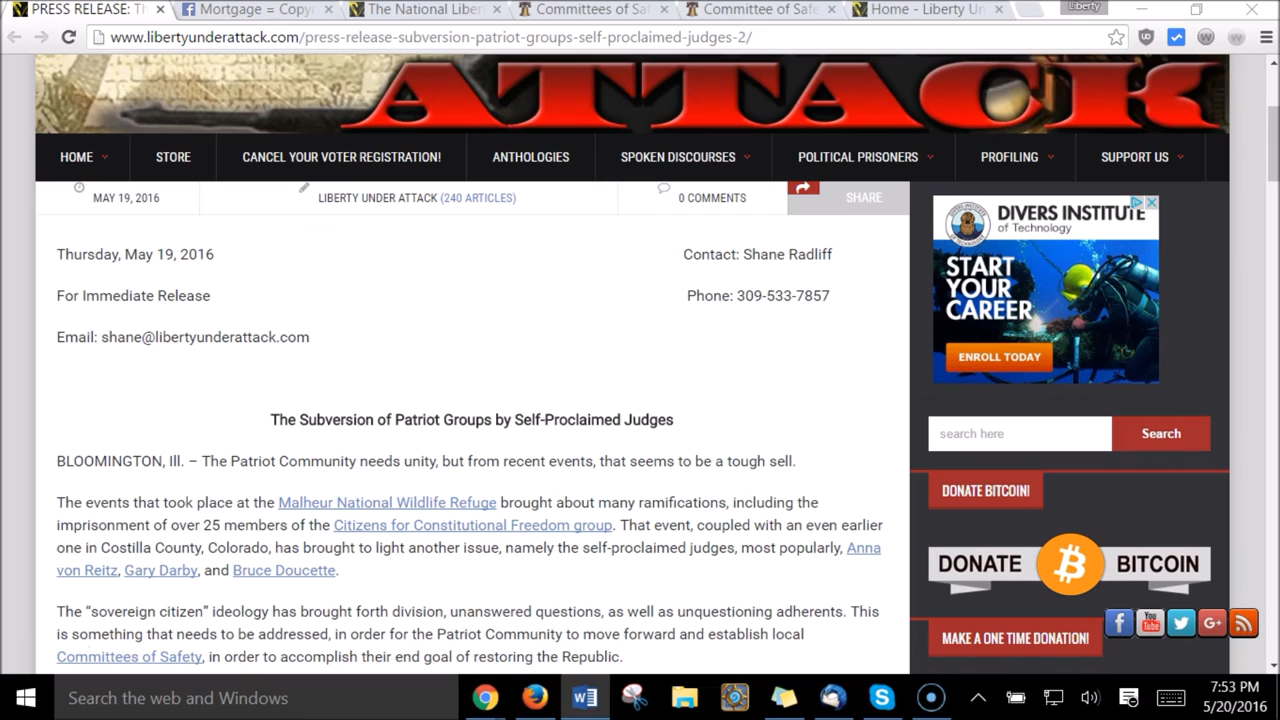 PRESS RELEASE: T
Mortgage = Copy
The National Libert
Committees of Sa
Committee of Safe
Home - Liberty Un
Liberty
www.libertyunderattack.com/press-release-subversion-patriot-groups-self-proclaimed-judges-2/
ATTACK
HOME
STORE
CANCEL YOUR VOTER REGISTRATION!
ANTHOLOGIES
SPOKEN DISCOURSES
POLITICAL PRISONERS
PROFILING
SUPPORT US
MAY 19, 2016
LIBERTY UNDER ATTACK (240 ARTICLES)
0 COMMENTS
SHARE
Thursday, May 19, 2016
Contact: Shane Radliff
For Immediate Release
Phone: 309-533-7857
Email: shane@libertyunderattack.com
The Subversion of Patriot Groups by Self-Proclaimed Judges
BLOOMINGTON, Ill. – The Patriot Community needs unity, but from recent events, that seems to be a tough sell.
The events that took place at the Malheur National Wildlife Refuge brought about many ramifications, including the
imprisonment of over 25 members of the Citizens for Constitutional Freedom group. That event, coupled with an even earlier
one in Costilla County, Colorado, has brought to light another issue, namely the self-proclaimed judges, most popularly, Anna
von Reitz, Gary Darby, and Bruce Doucette.
The “sovereign citizen” ideology has brought forth division, unanswered questions, as well as unquestioning adherents. This
is something that needs to be addressed, in order for the Patriot Community to move forward and establish local
Committees of Safety, in order to accomplish their end goal of restoring the Republic.
DIVERS INSTITUTE
of Technology
START
YOUR
CAREER
ENROLL TODAY
search here
Search
DONATE BITCOIN!
DONATE BITCOIN
MAKE A ONE TIME DONATION!
You
Tube
G+
Search the web and Windows
7:53 PM
5/20/2016